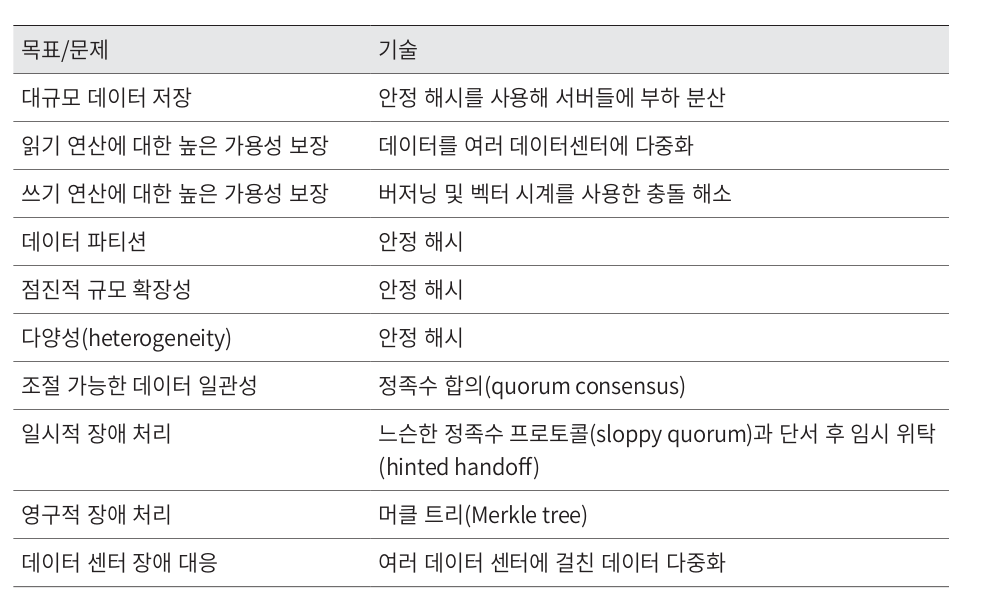 목표/문제 기술
대규모 데이터 저장 안정 해시를 사용해 서버들에 부하 분산
읽기 연산에 대한 높은 가용성 보장 데이터를 여러 데이터센터에 다중화
쓰기 연산에 대한 높은 가용성 보장 버저닝 및 벡터 시계를 사용한 충돌 해소
데이터 파티션 안정 해시
점진적 규모 확장성 안정 해시
다양성(heterogeneity) 안정 해시
조절 가능한 데이터 일관성 정족수 합의(quorum consensus)
일시적 장애 처리 느슨한 정족수 프로토콜(sloppy quorum)과 단서 후 임시 위탁
(hinted handoff)
영구적 장애 처리 머클 트리(Merkle tree)
데이터 센터 장애 대응 여러 데이터 센터에 걸친 데이터 다중화